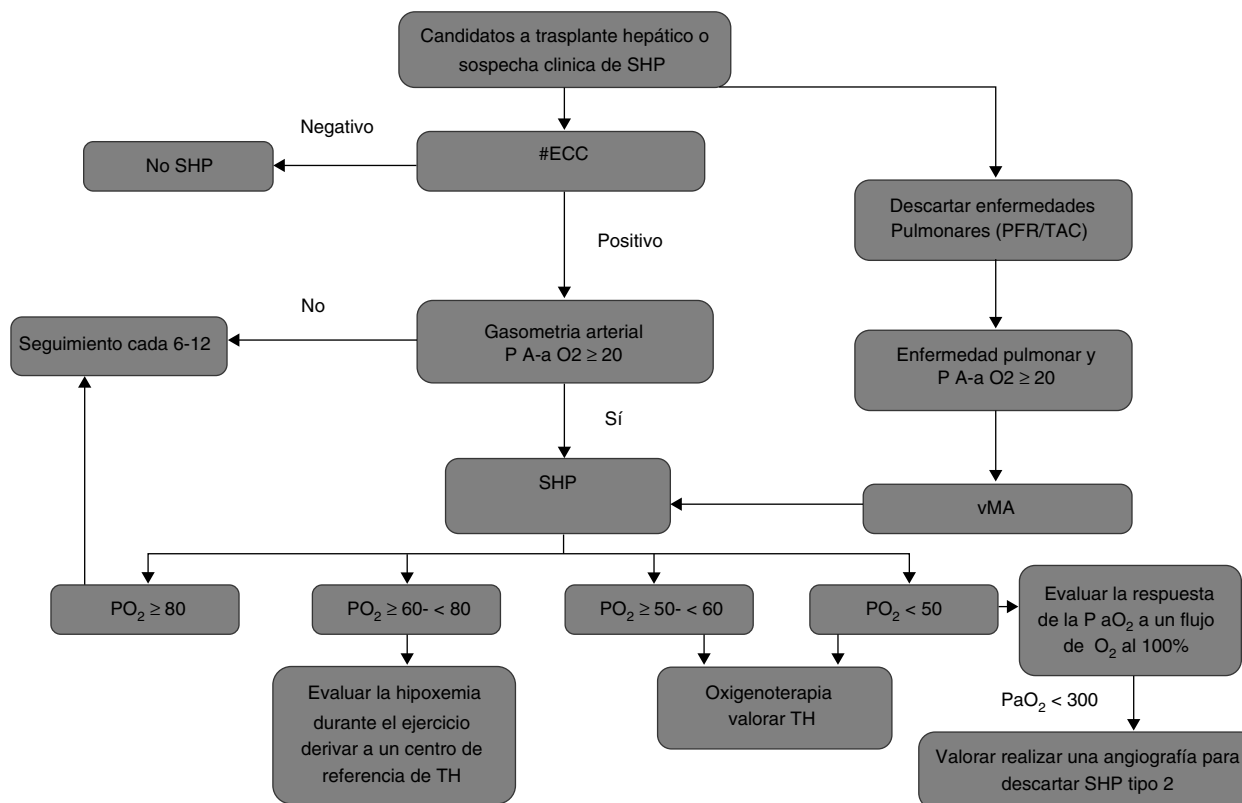 Candidatos a trasplante hepático o
sospecha clinica de SHP
Negativo
#ECC
No SHP
Descartar enfermedades
Pulmonares (PFR/TAC)
Positivo
No
Gasometria arterial
P A-a O2 ≥ 20
Seguimiento cada 6-12
Enfermedad pulmonar y
P A-a O2 ≥ 20
Sí
SHP
vMA
PO₂ ≥ 80
PO₂ ≥ 60- < 80
PO₂ ≥ 50- < 60
PO₂ < 50
Evaluar la respuesta
de la P aO₂ a un flujo
de O₂ al 100%
Evaluar la hipoxemia
durante el ejercicio
derivar a un centro de
referencia de TH
Oxigenoterapia
valorar TH
PaO₂ < 300
Valorar realizar una angiografía para
descartar SHP tipo 2